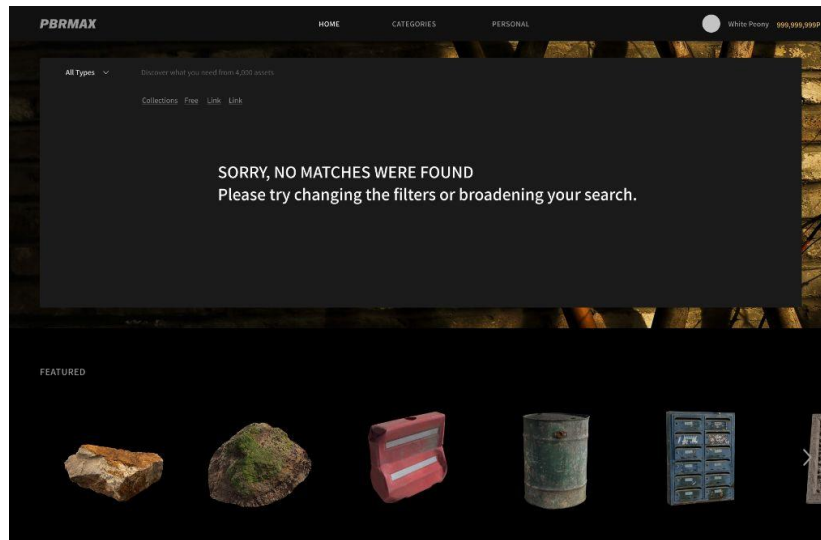 PBRMAX
HOME
CATEGORIES
PERSONAL
White Peony
999,999,999P
All Types
Discover what you need from 4,000 assets
Collections
Free
Link
Link
SORRY, NO MATCHES WERE FOUND
Please try changing the filters or broadening your search.
FEATURED